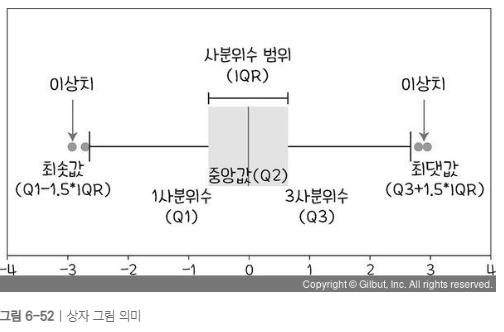 사분위수 범위
(IQR)
이상치
이상치
최솟값
(Q1-1.5*IQR)
중앙값(Q2)
최댓값
(Q3+1.5*IQR)
1사분위수
(Q1)
3사분위수
(Q3)
-4 -3 -2 -1 0 1 2 3 4
Copyright © Gilbut, Inc. All rights reserved.
그림 6-52 | 상자 그림 의미